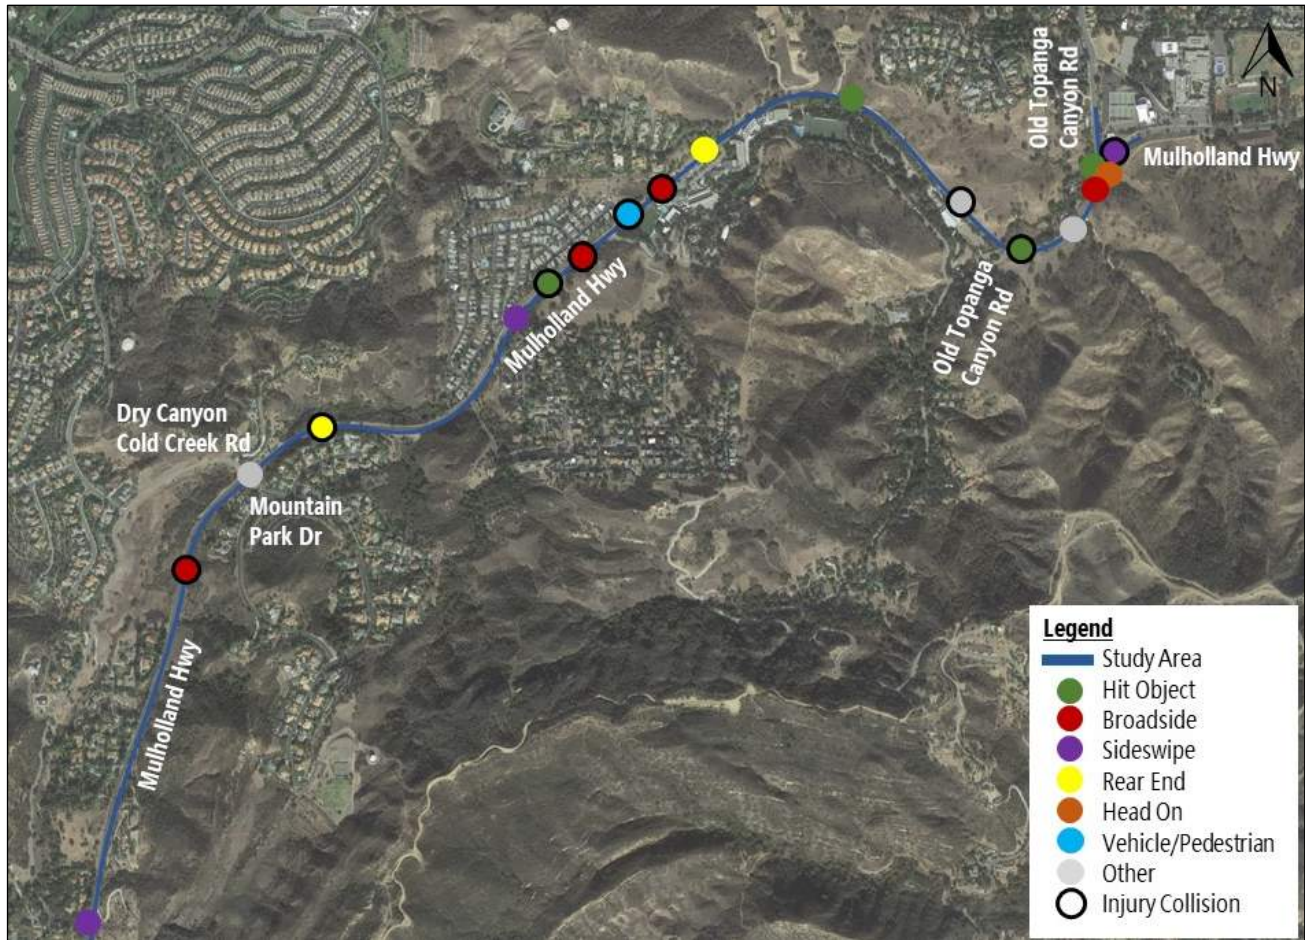 Old Topanga
Canyon Rd
N
Mulholland Hwy
Mulholland Hwy
Old Topanga
Canyon Rd
Dry Canyon
Cold Creek Rd
Mountain
Park Dr
Mulholland Hwy
Legend
Study Area
Hit Object
Broadside
Sideswipe
Rear End
Head On
Vehicle/Pedestrian
Other
Injury Collision